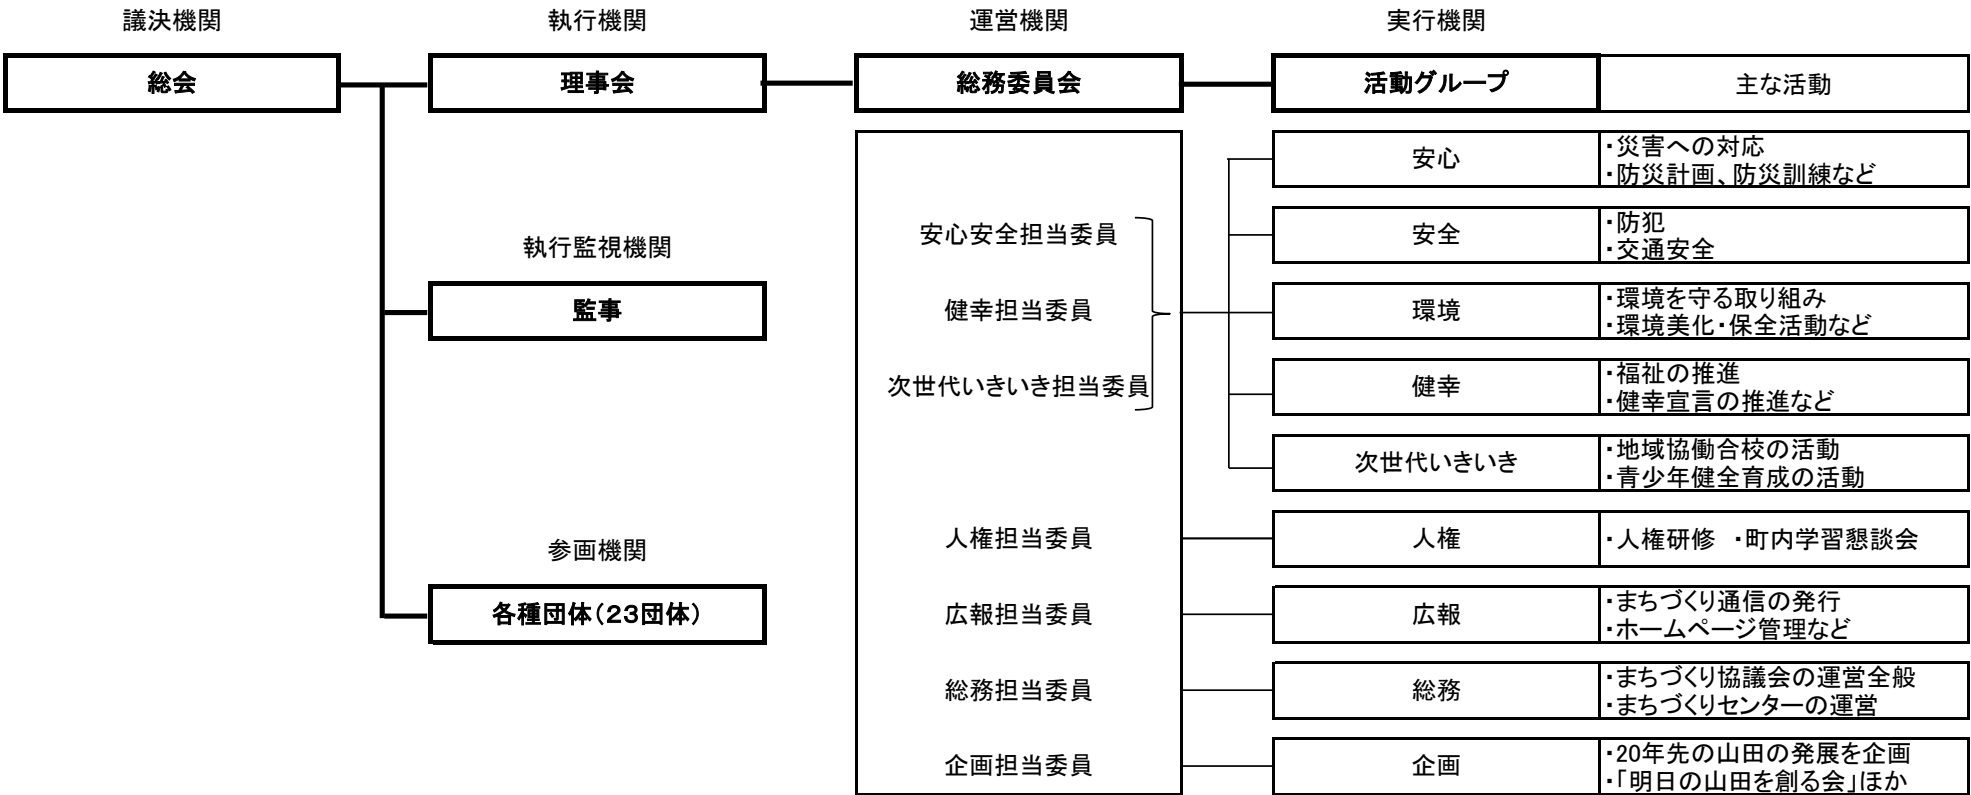 議決機関
執行機関
運営機関
実行機関
総会
理事会
総務委員会
活動グループ
主な活動
安心
・災害への対応
・防災計画、防災訓練など
安心安全担当委員
安全
・防犯
・交通安全
執行監視機関
監事
健幸担当委員
環境
・環境を守る取り組み
・環境美化・保全活動など
次世代いきいき担当委員
健幸
・福祉の推進
・健幸宣言の推進など
次世代いきいき
・地域協働合校の活動
・青少年健全育成の活動
参画機関
人権担当委員
人権
・人権研修　・町内学習懇談会
各種団体（２３団体）
広報担当委員
広報
・まちづくり通信の発行
・ホームページ管理など
総務担当委員
総務
・まちづくり協議会の運営全般
・まちづくりセンターの運営
企画担当委員
企画
・20年先の山田の発展を企画
・「明日の山田を創る会」ほか